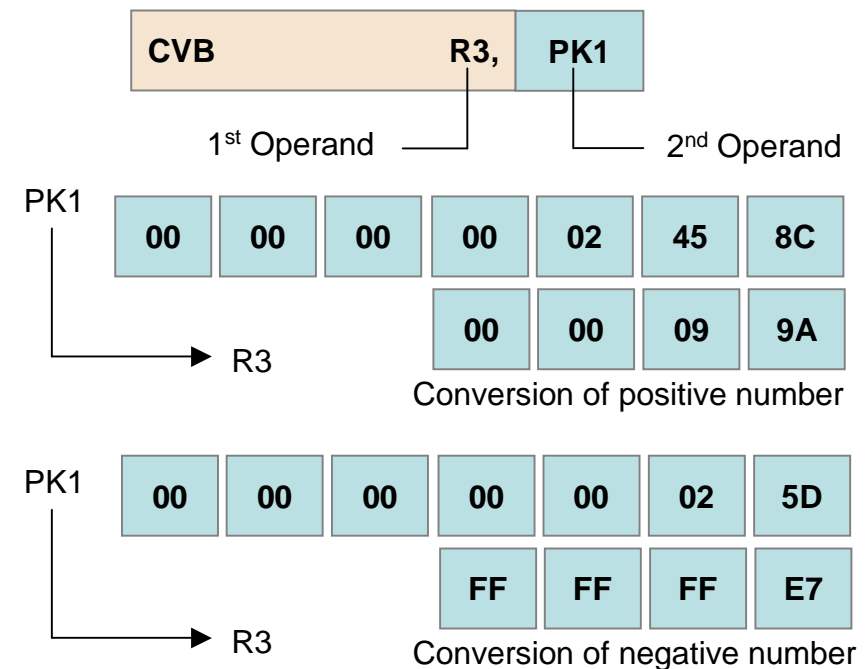 CVB R3, PK1
1st Operand 2nd Operand
PK1
00 00 00 00 02 45 8C
00 00 09 9A
R3
Conversion of positive number
PK1
00 00 00 00 00 02 5D
FF FF FF E7
R3
Conversion of negative number